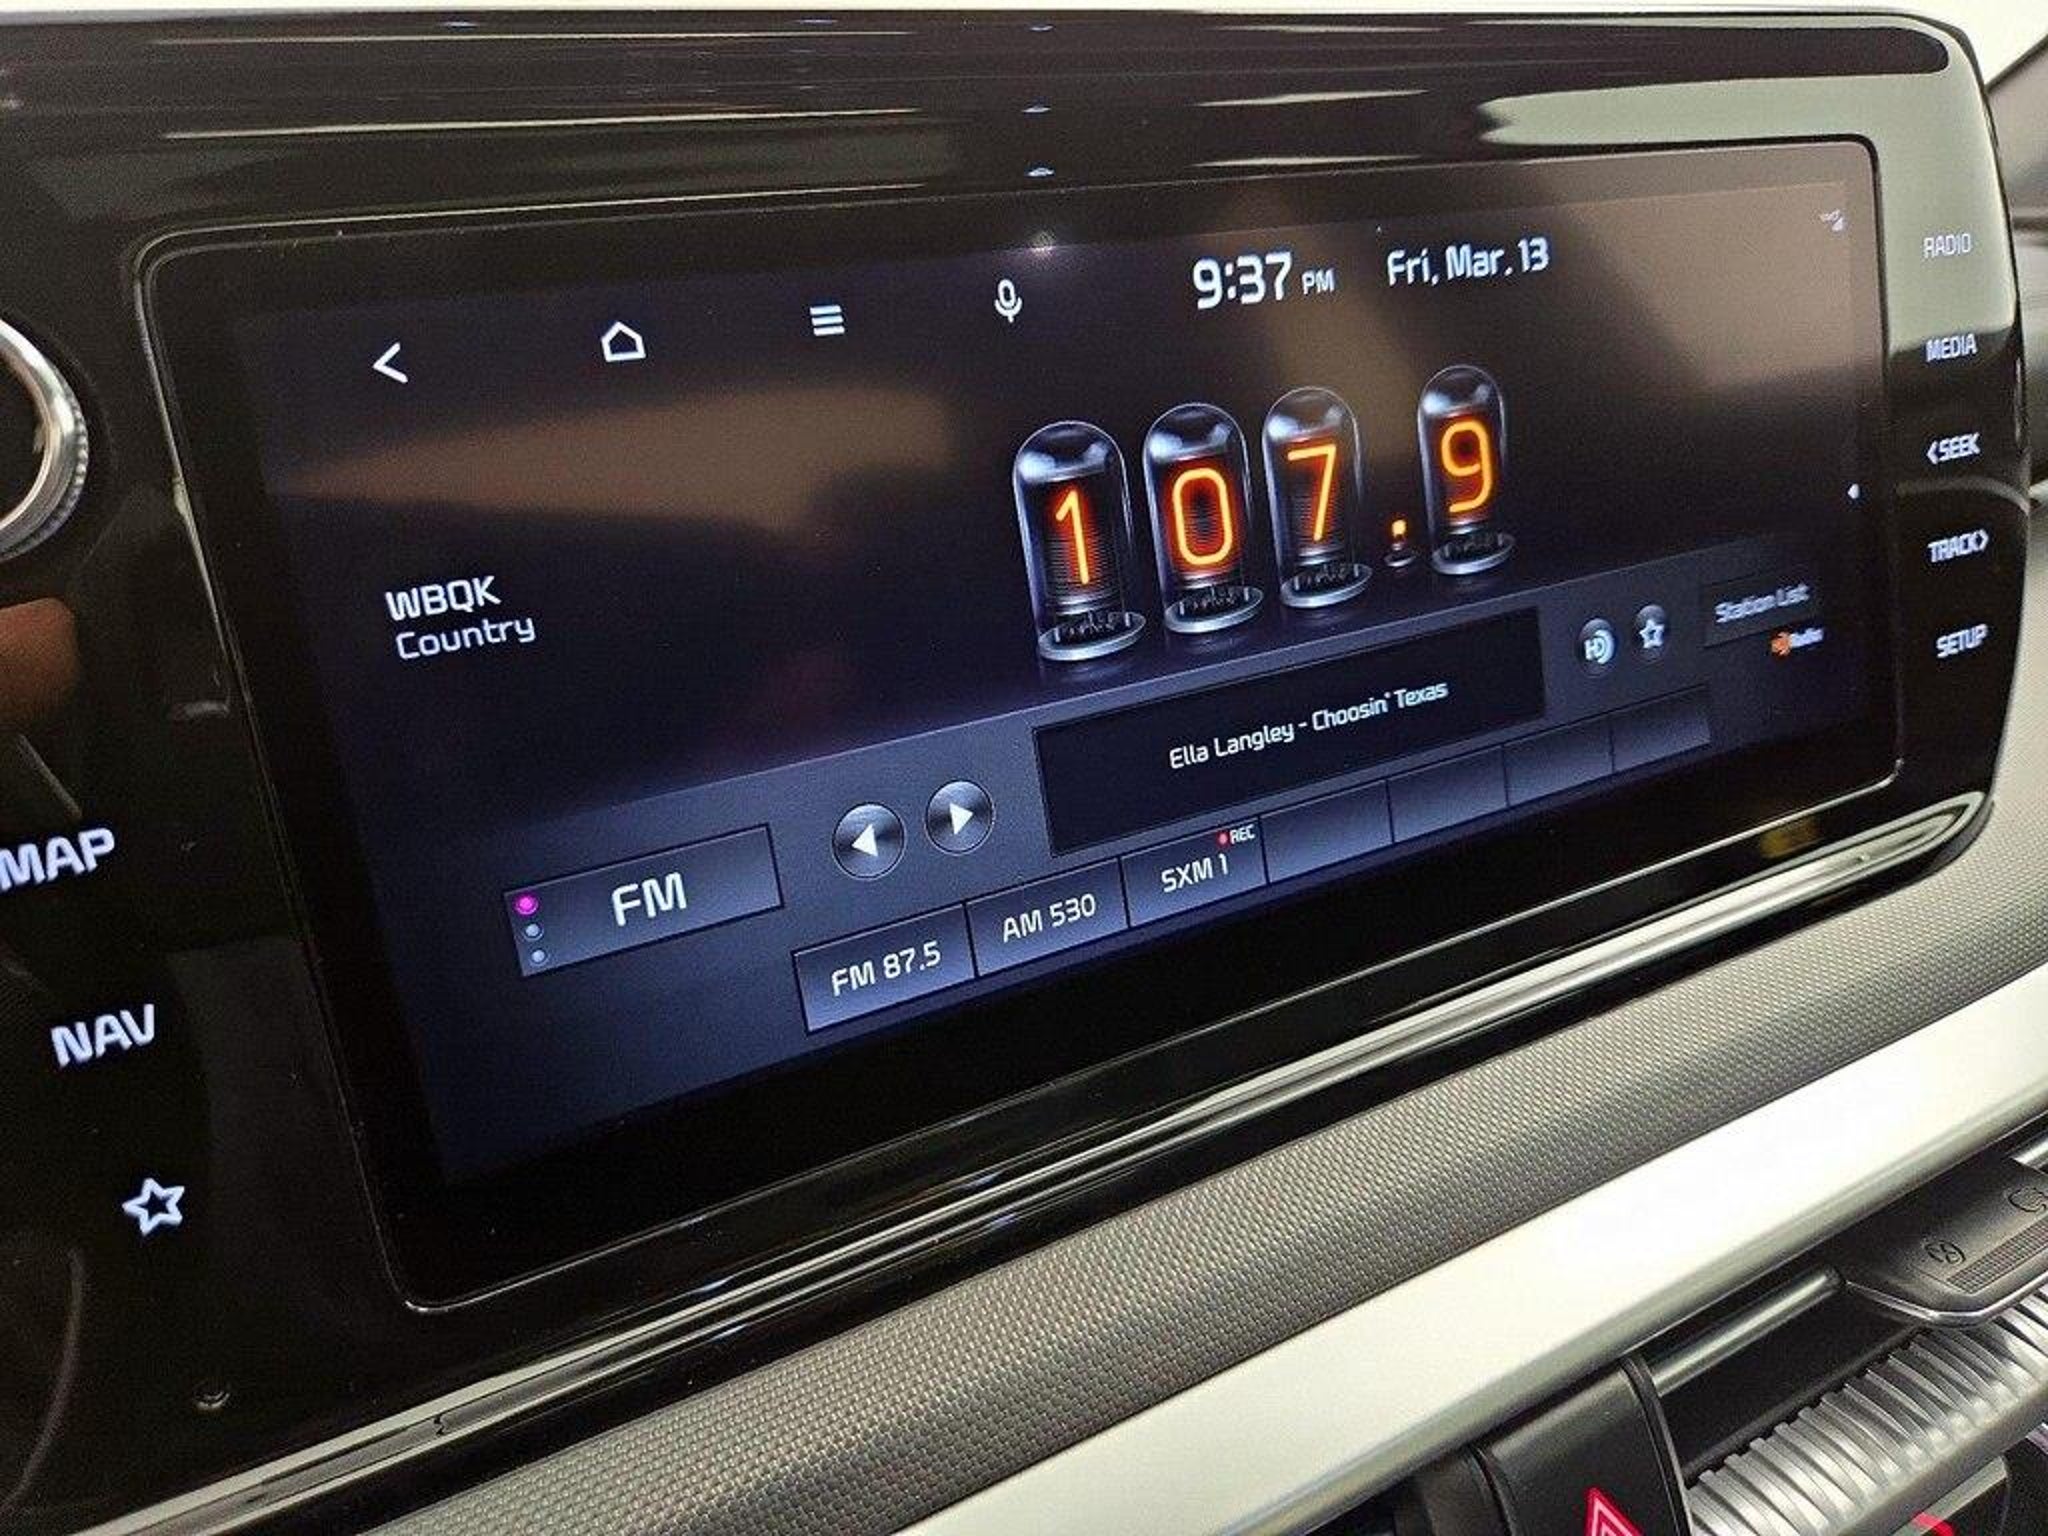 9:37 PM Fri, Mar. 13
RADIO
MEDIA
<SEEK
TRACK>
SETUP
107.9
WBQK
Country
Station List
HD
Ella Langley - Choosin' Texas
FM
REC
FM 87.5
AM 530
SXM 1
MAP
NAV